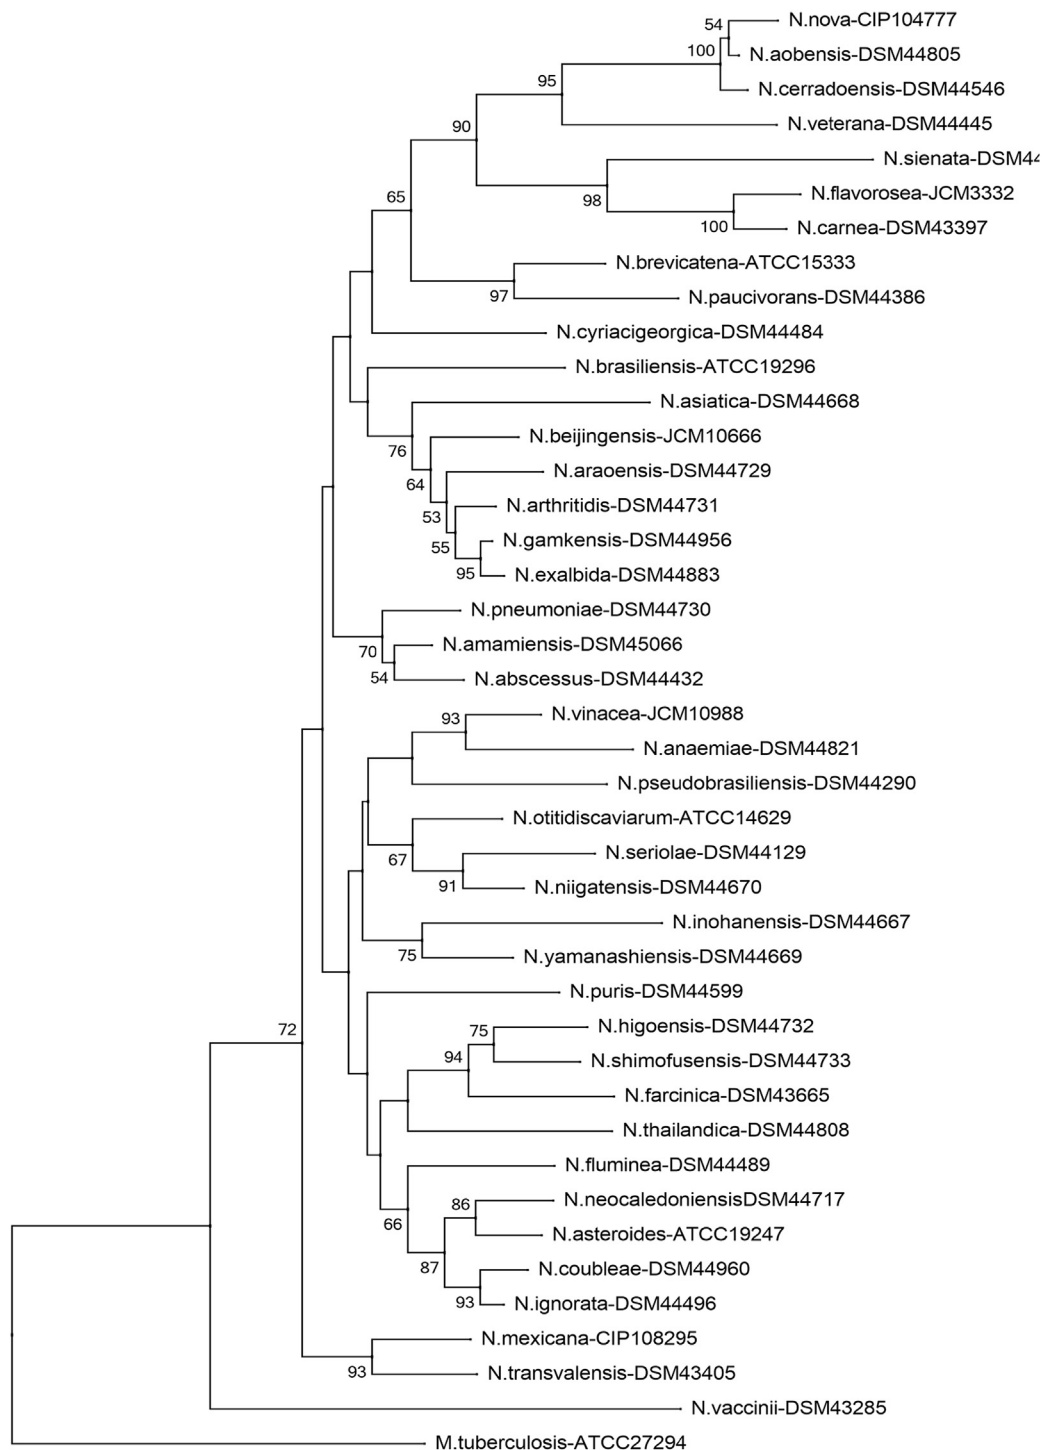 N.nova-CIP104777
54
100
N.aobensis-DSM44805
95
N.cerradoensis-DSM44546
90
N.veterana-DSM44445
N.sienata-DSM44
65
98
N.flavorosea-JCM3332
100
N.carnea-DSM43397
N.brevicatena-ATCC15333
97
N.paucivorans-DSM44386
N.cyriacigeorgica-DSM44484
N.brasiliensis-ATCC19296
N.asiatica-DSM44668
76
N.beijingensis-JCM10666
64
N.araoensis-DSM44729
53
N.arthritidis-DSM44731
55
N.gamkensis-DSM44956
95
N.exalbida-DSM44883
N.pneumoniae-DSM44730
70
N.amamiensis-DSM45066
54
N.abscessus-DSM44432
93
N.vinacea-JCM10988
N.anaemiae-DSM44821
N.pseudobrasiliensis-DSM44290
N.otitidiscaviarum-ATCC14629
67
N.seriolae-DSM44129
91
N.niigatensis-DSM44670
N.inohanensis-DSM44667
75
N.yamanashiensis-DSM44669
N.puris-DSM44599
72
75
N.higoensis-DSM44732
94
N.shimofusensis-DSM44733
N.farcinica-DSM43665
N.thailandica-DSM44808
N.fluminea-DSM44489
66
86
N.neocaledoniensisDSM44717
N.asteroides-ATCC19247
87
N.coubleae-DSM44960
93
N.ignorata-DSM44496
N.mexicana-CIP108295
93
N.transvalensis-DSM43405
N.vaccinii-DSM43285
M.tuberculosis-ATCC27294